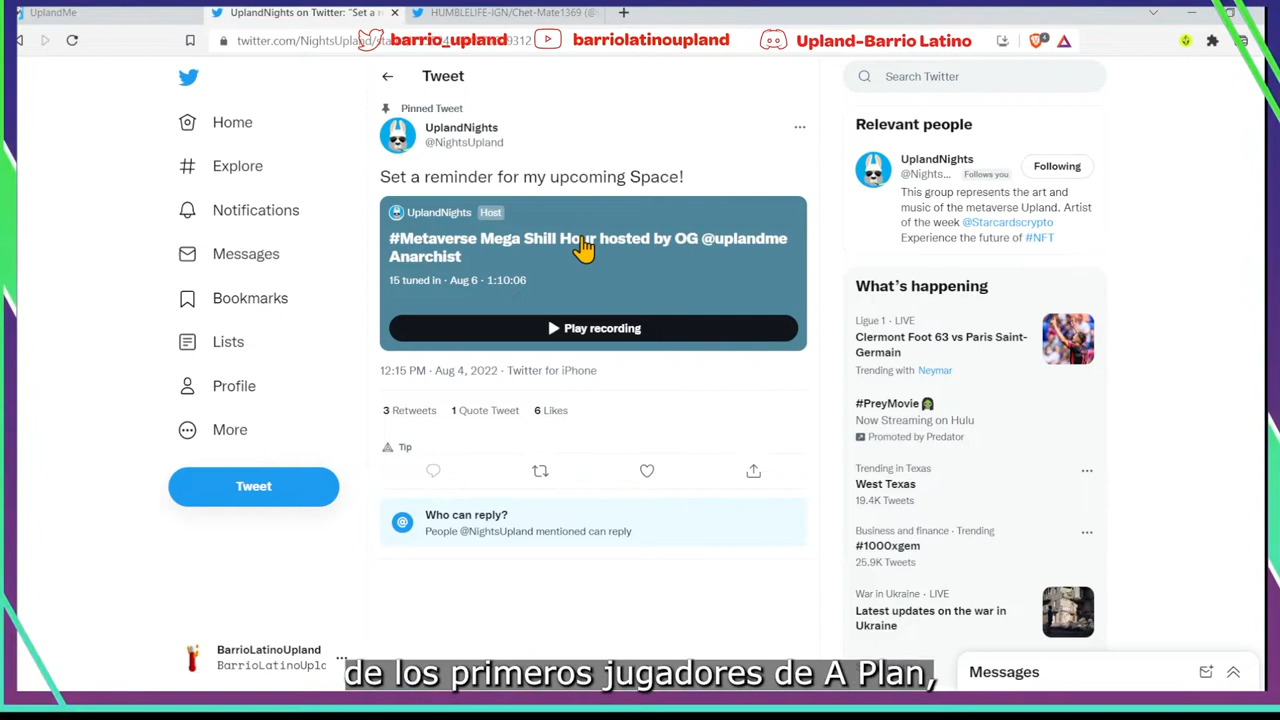 UplandMe
UplandNights on Twitter: "Set a r
HUMBLELIFE-IGN/Chet-Mate1369 (@
twitter.com/NightsUpland/sta
9312
barrio_upland
barriolatinoupland
Upland-Barrio Latino
4
Home
Explore
Notifications
Messages
Bookmarks
Lists
Profile
More
Tweet
BarrioLatinoUpland
BarrioLatinoUpla
Tweet
Pinned Tweet
UplandNights
@NightsUpland
Set a reminder for my upcoming Space!
UplandNights Host
#Metaverse Mega Shill Hour hosted by OG @uplandme
Anarchist
15 tuned in · Aug 6 · 1:10:06
Play recording
12:15 PM · Aug 4, 2022 · Twitter for iPhone
3 Retweets 1 Quote Tweet 6 Likes
Tip
Who can reply?
People @NightsUpland mentioned can reply
Search Twitter
Relevant people
UplandNights
@Nights... Follows you
Following
This group represents the art and
music of the metaverse Upland. Artist
of the week @Starcardscrypto
Experience the future of #NFT
What's happening
Ligue 1 · LIVE
Clermont Foot 63 vs Paris Saint-
Germain
Trending with Neymar
#PreyMovie
Now Streaming on Hulu
Promoted by Predator
Trending in Texas
West Texas
19.4K Tweets
Business and finance · Trending
#1000xgem
25.9K Tweets
War in Ukraine · LIVE
Latest updates on the war in
Ukraine
Messages
de los primeros jugadores de A Plan,